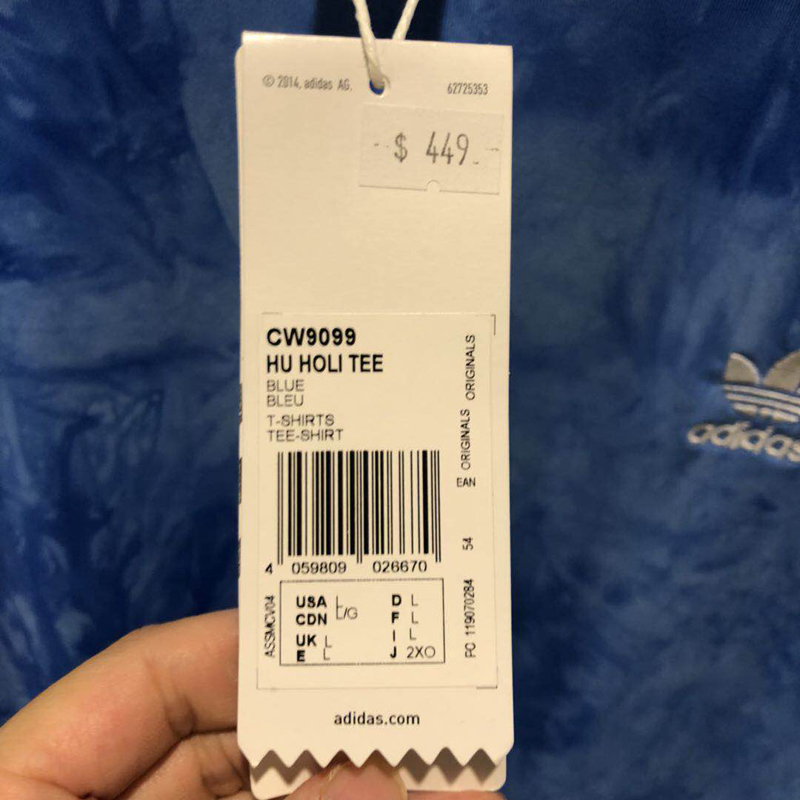 © 2014, adidas AG.
62725353
- $ 449.-
CW9099
HU HOLI TEE
BLUE
BLEU
T-SHIRTS
TEE-SHIRT
ORIGINALS
ORIGINALS
EAN
54
4 059809 026670
ASSMCV04
USA L
CDN L/G
UK L
E L
D L
F L
I L
J 2XO
PC 119070284
adidas.com
adidas